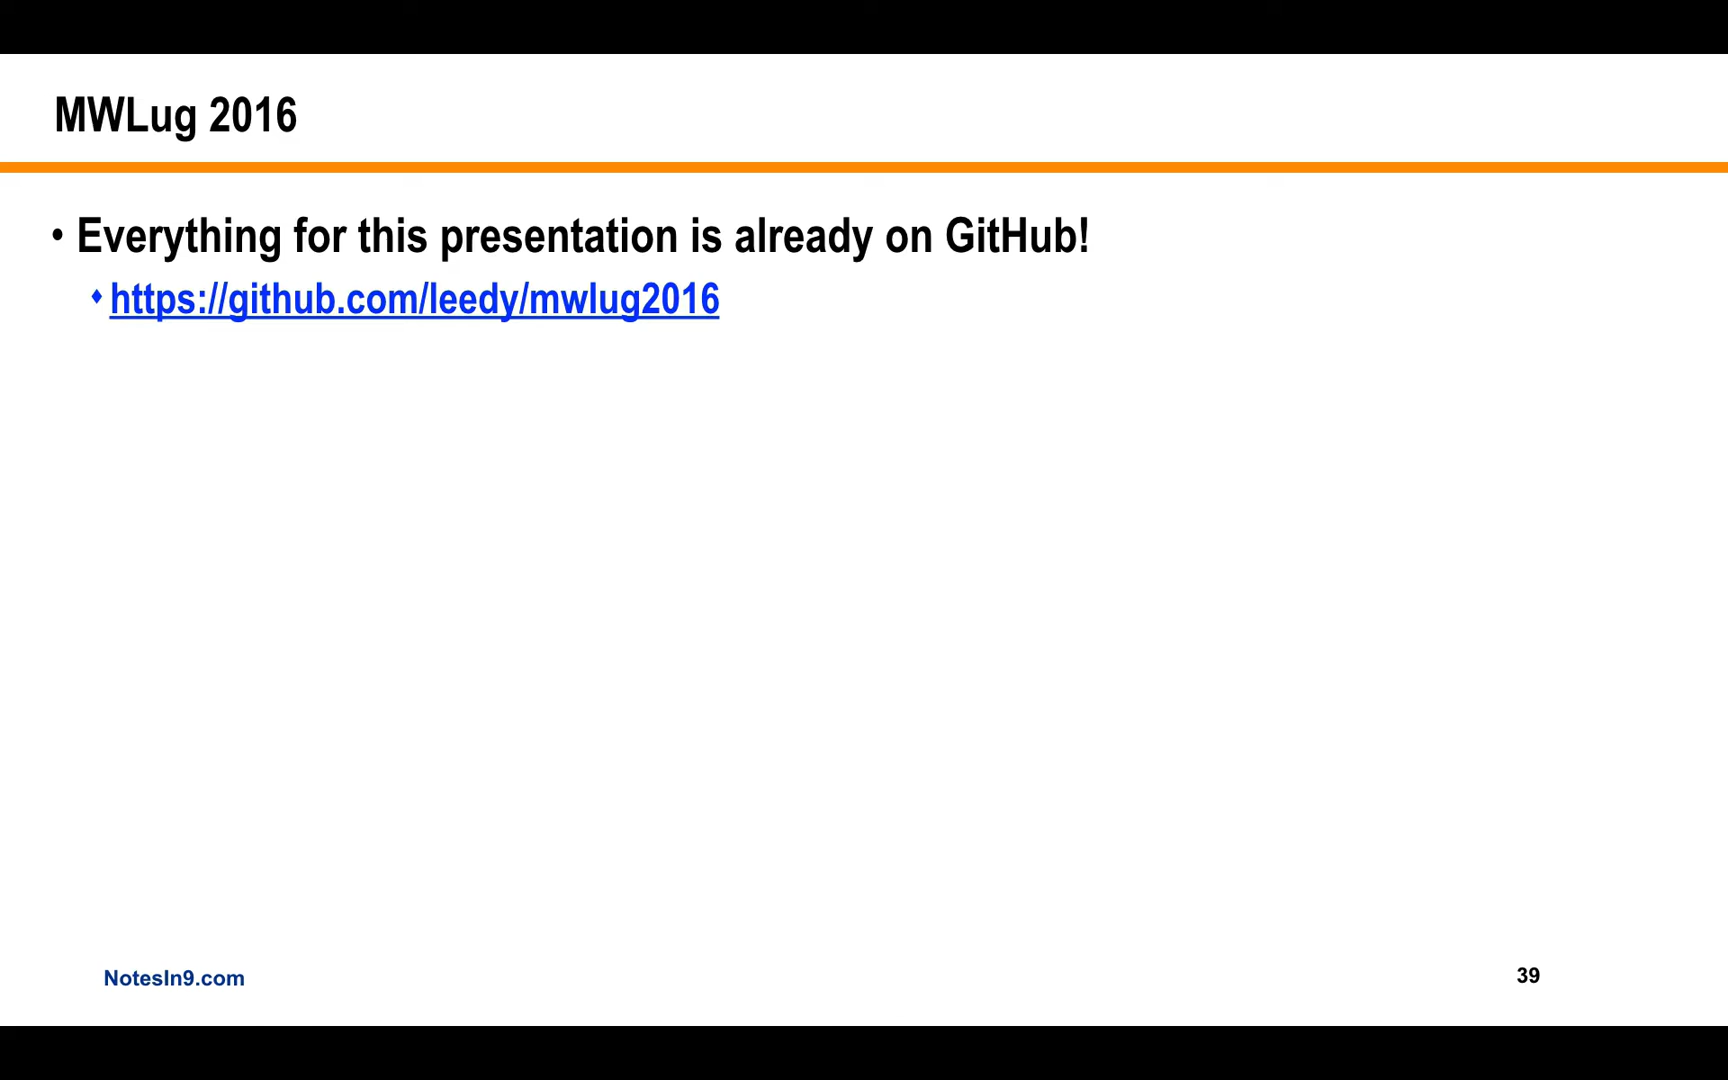 MWLug 2016
• Everything for this presentation is already on GitHub!
♦ https://github.com/leedy/mwlug2016
NotesIn9.com
39